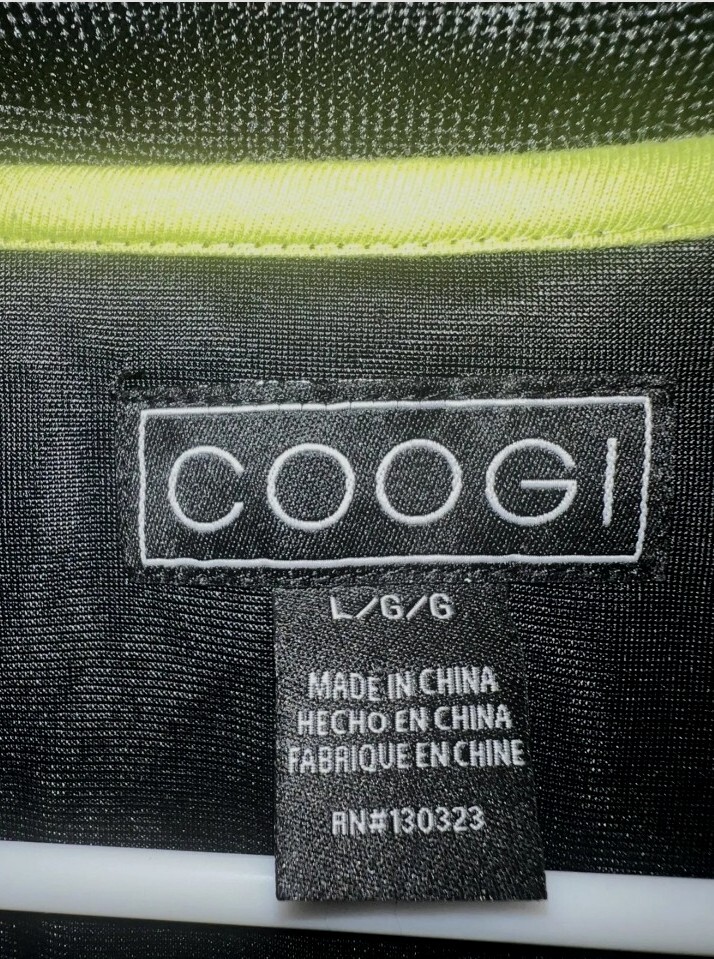 COOGI
L/G/G
MADE IN CHINA
HECHO EN CHINA
FABRIQUE EN CHINE
RN#130323